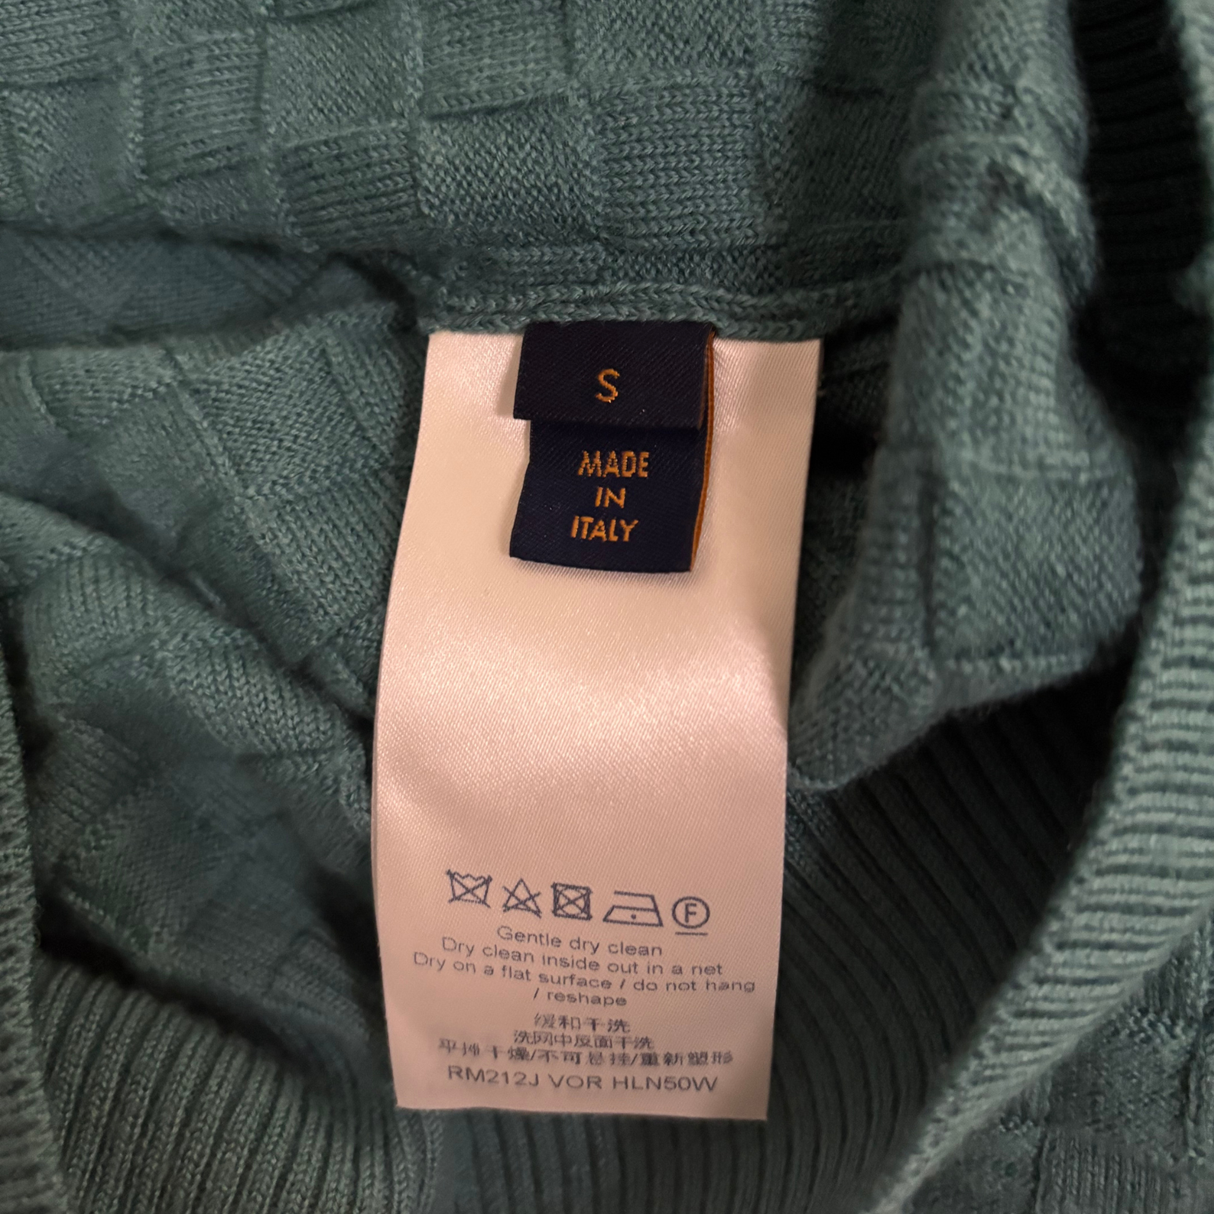 S
MADE
IN
ITALY
F
Gentle dry clean
Dry clean inside out in a net
Dry on a flat surface / do not hang
/ reshape
缓和干洗
洗网中反面干洗
平摊干燥/不可悬挂/重新塑形
RM212J VOR HLN50W